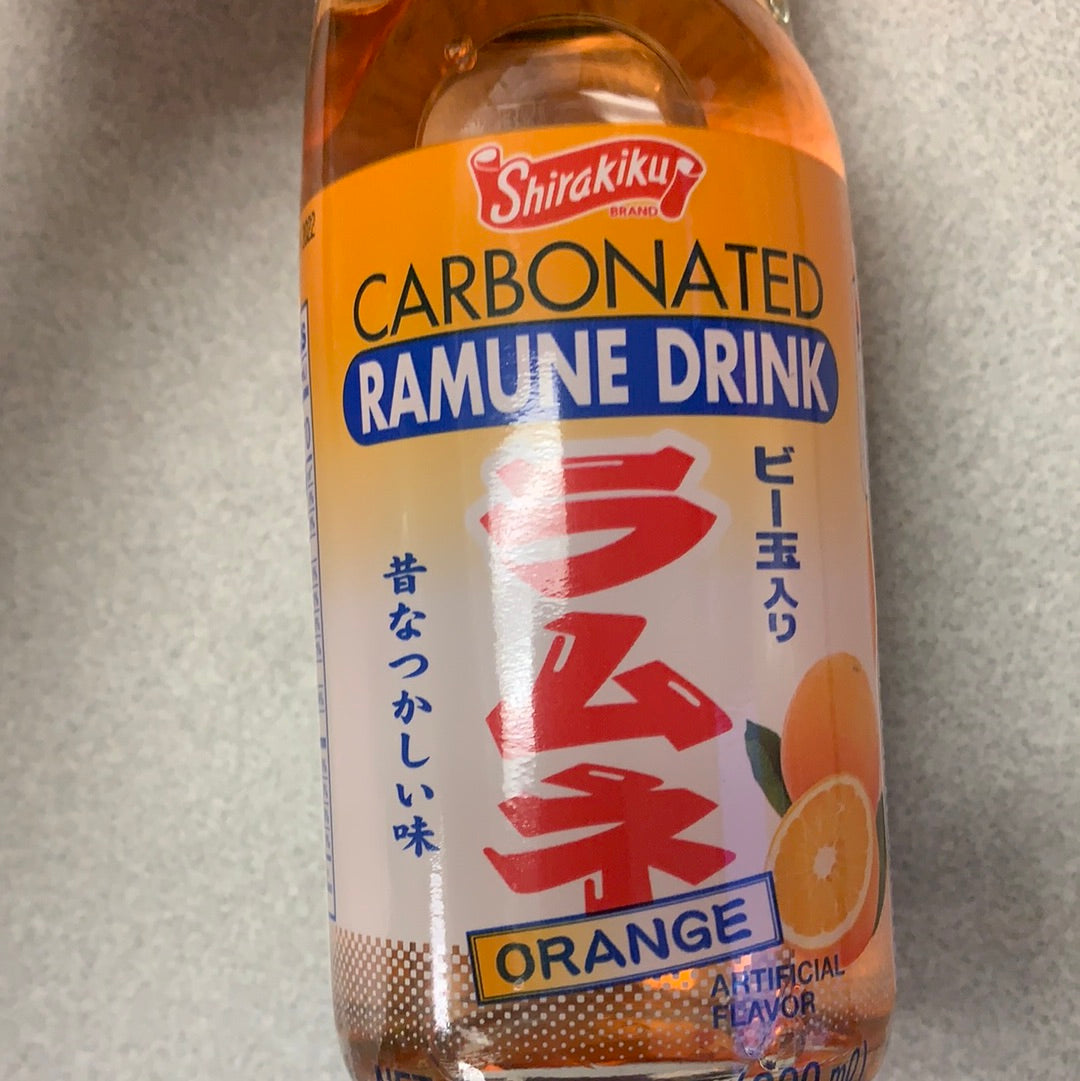 Shirakiku
BRAND
CARBONATED
RAMUNE DRINK
ビー玉入り
ラムネ
昔なつかしい味
ORANGE
ARTIFICIAL
FLAVOR